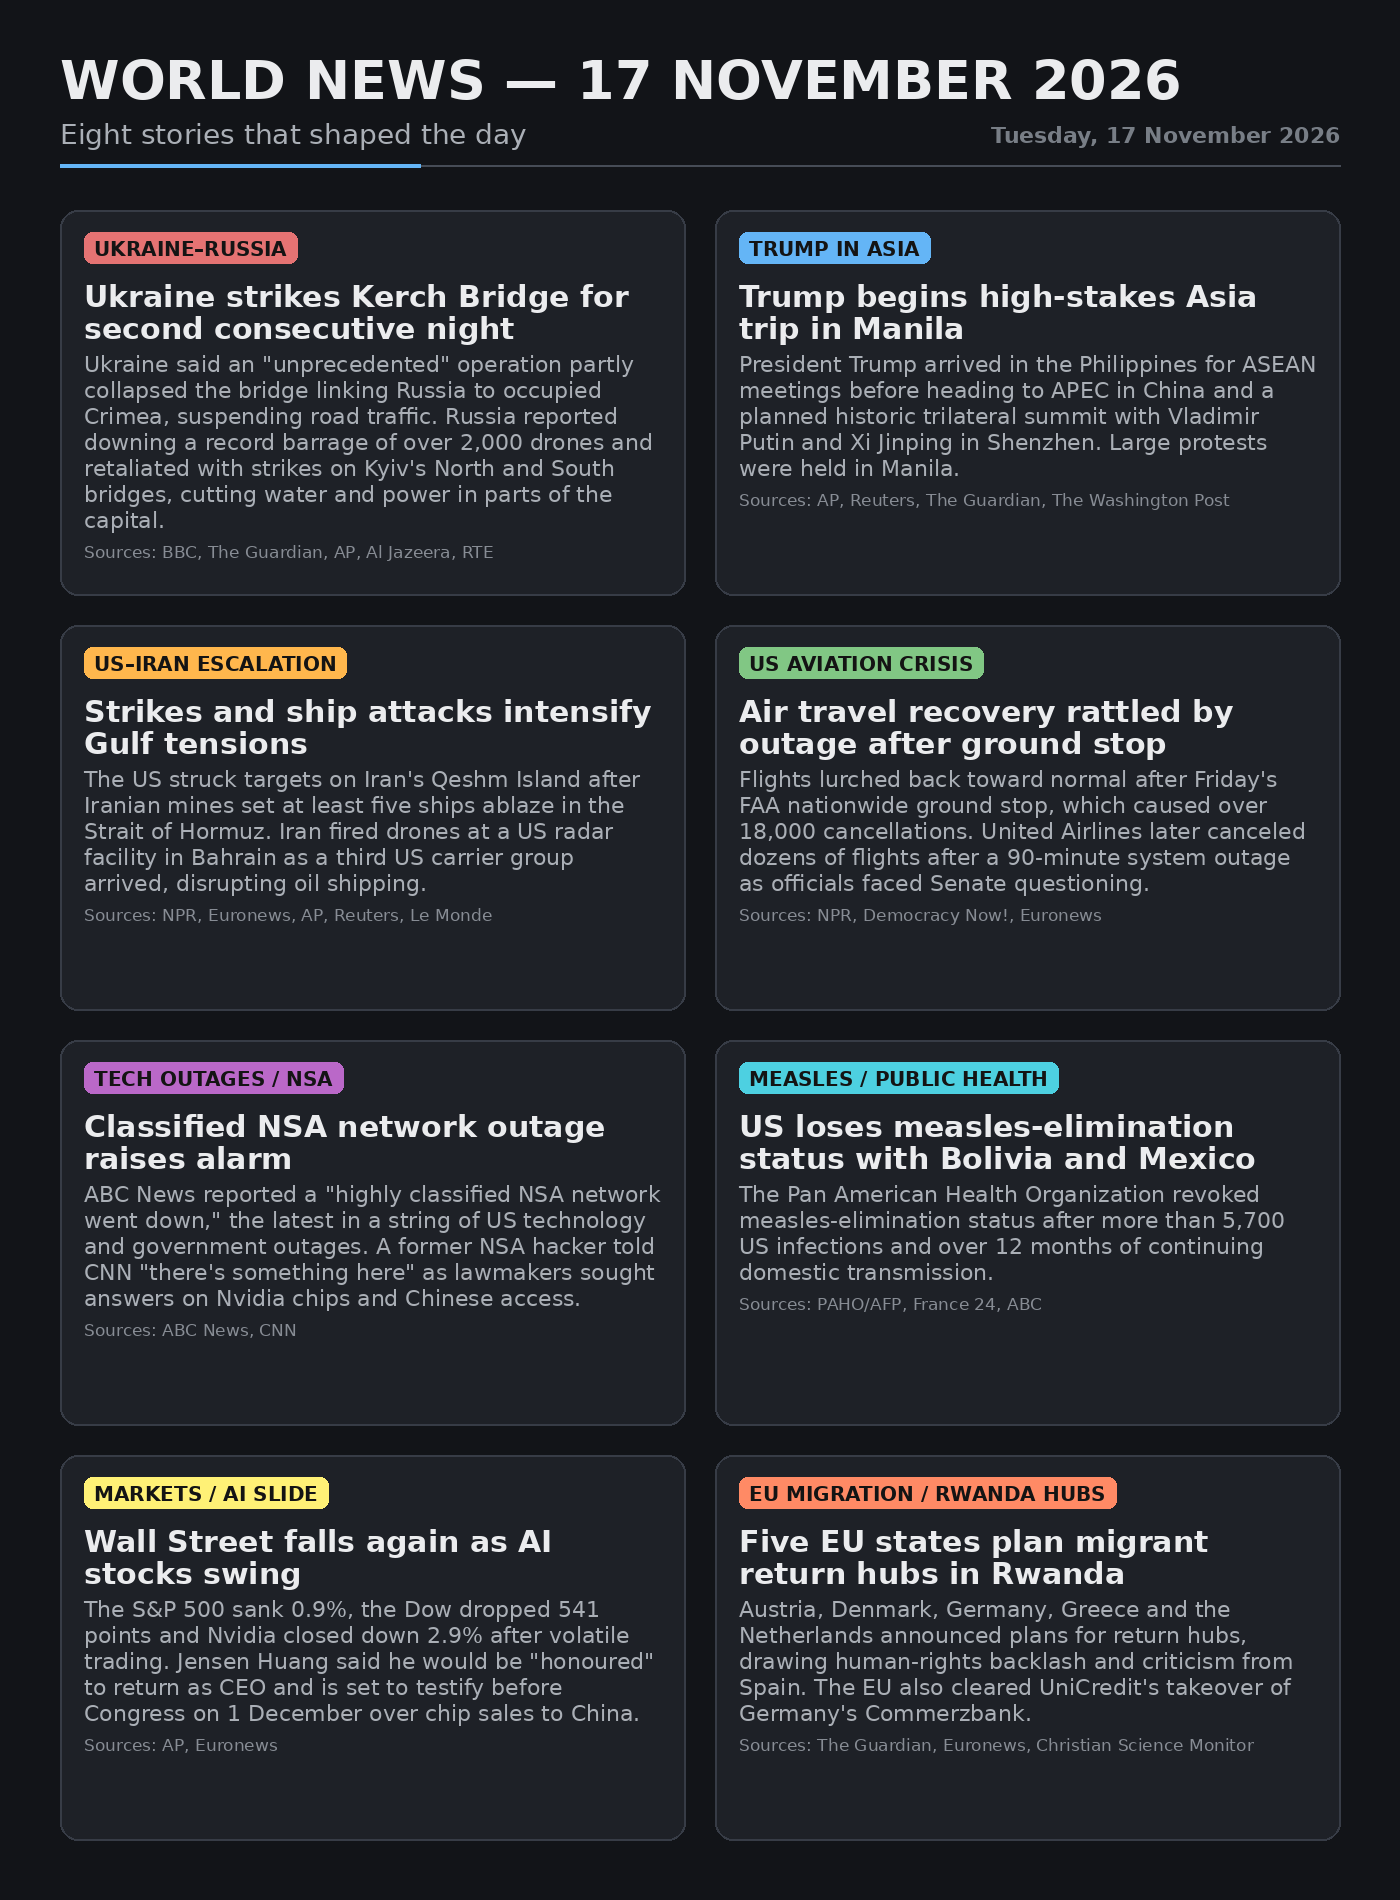 WORLD NEWS — 17 NOVEMBER 2026
Eight stories that shaped the day
Tuesday, 17 November 2026
UKRAINE–RUSSIA
Ukraine strikes Kerch Bridge for
second consecutive night
Ukraine said an "unprecedented" operation partly
collapsed the bridge linking Russia to occupied
Crimea, suspending road traffic. Russia reported
downing a record barrage of over 2,000 drones and
retaliated with strikes on Kyiv's North and South
bridges, cutting water and power in parts of the
capital.
Sources: BBC, The Guardian, AP, Al Jazeera, RTE
TRUMP IN ASIA
Trump begins high-stakes Asia
trip in Manila
President Trump arrived in the Philippines for ASEAN
meetings before heading to APEC in China and a
planned historic trilateral summit with Vladimir
Putin and Xi Jinping in Shenzhen. Large protests
were held in Manila.
Sources: AP, Reuters, The Guardian, The Washington Post
US–IRAN ESCALATION
Strikes and ship attacks intensify
Gulf tensions
The US struck targets on Iran's Qeshm Island after
Iranian mines set at least five ships ablaze in the
Strait of Hormuz. Iran fired drones at a US radar
facility in Bahrain as a third US carrier group
arrived, disrupting oil shipping.
Sources: NPR, Euronews, AP, Reuters, Le Monde
US AVIATION CRISIS
Air travel recovery rattled by
outage after ground stop
Flights lurched back toward normal after Friday's
FAA nationwide ground stop, which caused over
18,000 cancellations. United Airlines later canceled
dozens of flights after a 90-minute system outage
as officials faced Senate questioning.
Sources: NPR, Democracy Now!, Euronews
TECH OUTAGES / NSA
Classified NSA network outage
raises alarm
ABC News reported a "highly classified NSA network
went down," the latest in a string of US technology
and government outages. A former NSA hacker told
CNN "there's something here" as lawmakers sought
answers on Nvidia chips and Chinese access.
Sources: ABC News, CNN
MEASLES / PUBLIC HEALTH
US loses measles-elimination
status with Bolivia and Mexico
The Pan American Health Organization revoked
measles-elimination status after more than 5,700
US infections and over 12 months of continuing
domestic transmission.
Sources: PAHO/AFP, France 24, ABC
MARKETS / AI SLIDE
Wall Street falls again as AI
stocks swing
The S&P 500 sank 0.9%, the Dow dropped 541
points and Nvidia closed down 2.9% after volatile
trading. Jensen Huang said he would be "honoured"
to return as CEO and is set to testify before
Congress on 1 December over chip sales to China.
Sources: AP, Euronews
EU MIGRATION / RWANDA HUBS
Five EU states plan migrant
return hubs in Rwanda
Austria, Denmark, Germany, Greece and the
Netherlands announced plans for return hubs,
drawing human-rights backlash and criticism from
Spain. The EU also cleared UniCredit's takeover of
Germany's Commerzbank.
Sources: The Guardian, Euronews, Christian Science Monitor